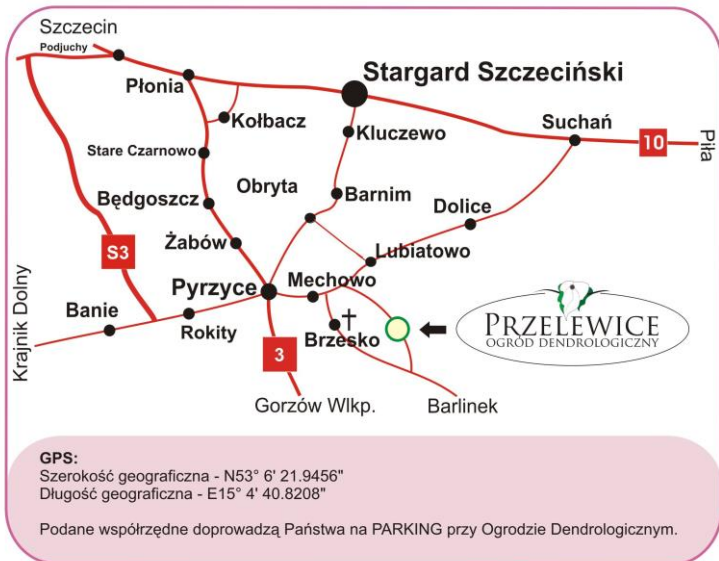 Szczecin
Podjuchy
Płonia
Stargard Szczeciński
Kołbacz
Kluczewo
Suchań
10
Piła
Stare Czarnowo
Obryta
Barnim
Będgoszcz
Dolice
Żabów
Lubiatowo
S3
Pyrzyce
Mechowo
Krajnik Dolny
Banie
Rokity
Brzesko
3
PRZELEWICE
OGRÓD DENDROLOGICZNY
Gorzów Wlkp.
Barlinek
GPS:
Szerokość geograficzna - N53° 6' 21.9456"
Długość geograficzna - E15° 4' 40.8208"
Podane współrzędne doprowadzą Państwa na PARKING przy Ogrodzie Dendrologicznym.